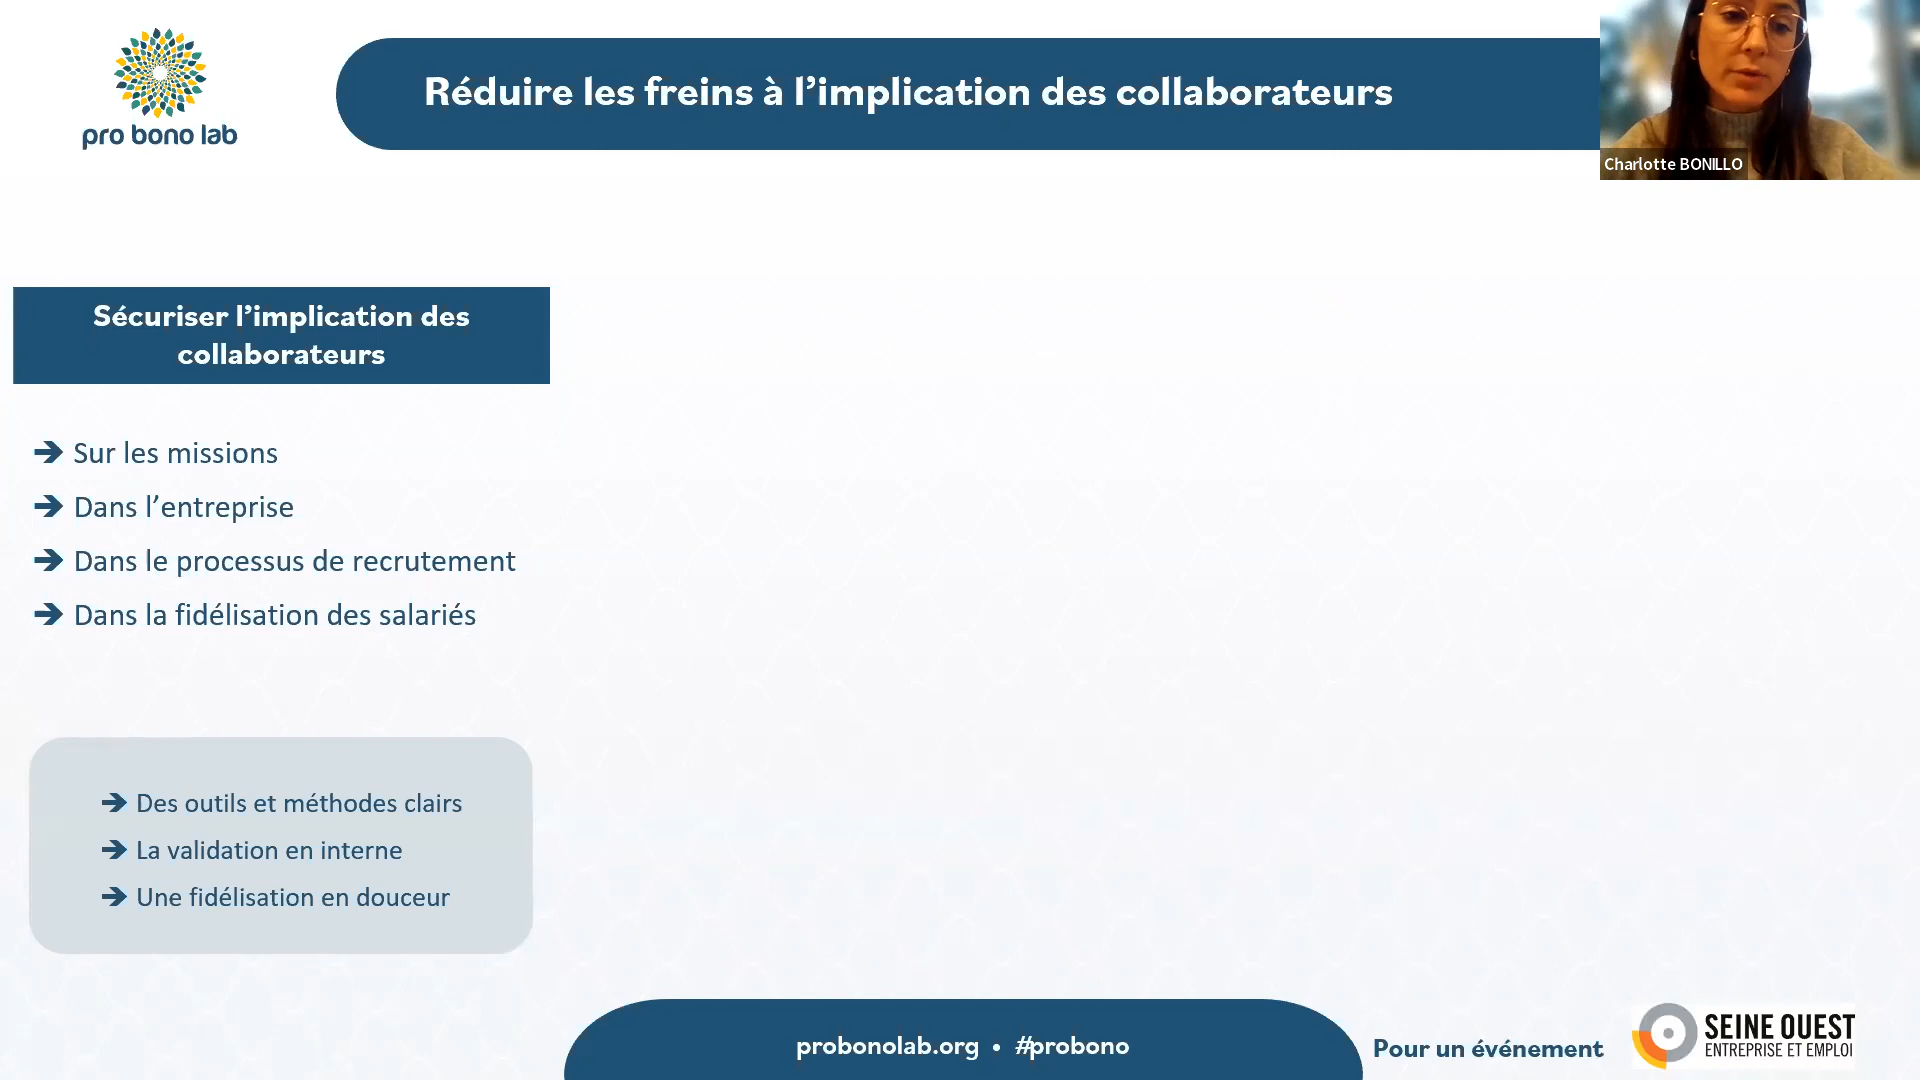 pro bono lab
Réduire les freins à l’implication des collaborateurs
Charlotte BONILLO
Sécuriser l’implication des
collaborateurs
➔ Sur les missions
➔ Dans l’entreprise
➔ Dans le processus de recrutement
➔ Dans la fidélisation des salariés
➔ Des outils et méthodes clairs
➔ La validation en interne
➔ Une fidélisation en douceur
probonolab.org • #probono
Pour un événement
SEINE OUEST
ENTREPRISE ET EMPLOI